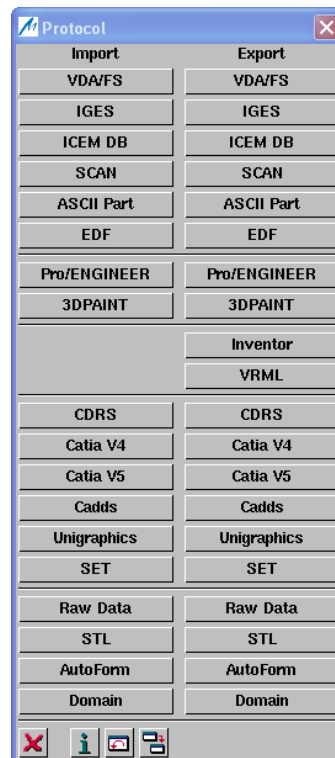 Protocol
Import Export
VDA/FS VDA/FS
IGES IGES
ICEM DB ICEM DB
SCAN SCAN
ASCII Part ASCII Part
EDF EDF
Pro/ENGINEER Pro/ENGINEER
3DPAINT 3DPAINT
Inventor
VRML
CDRS CDRS
Catia V4 Catia V4
Catia V5 Catia V5
Cadds Cadds
Unigraphics Unigraphics
SET SET
Raw Data Raw Data
STL STL
AutoForm AutoForm
Domain Domain